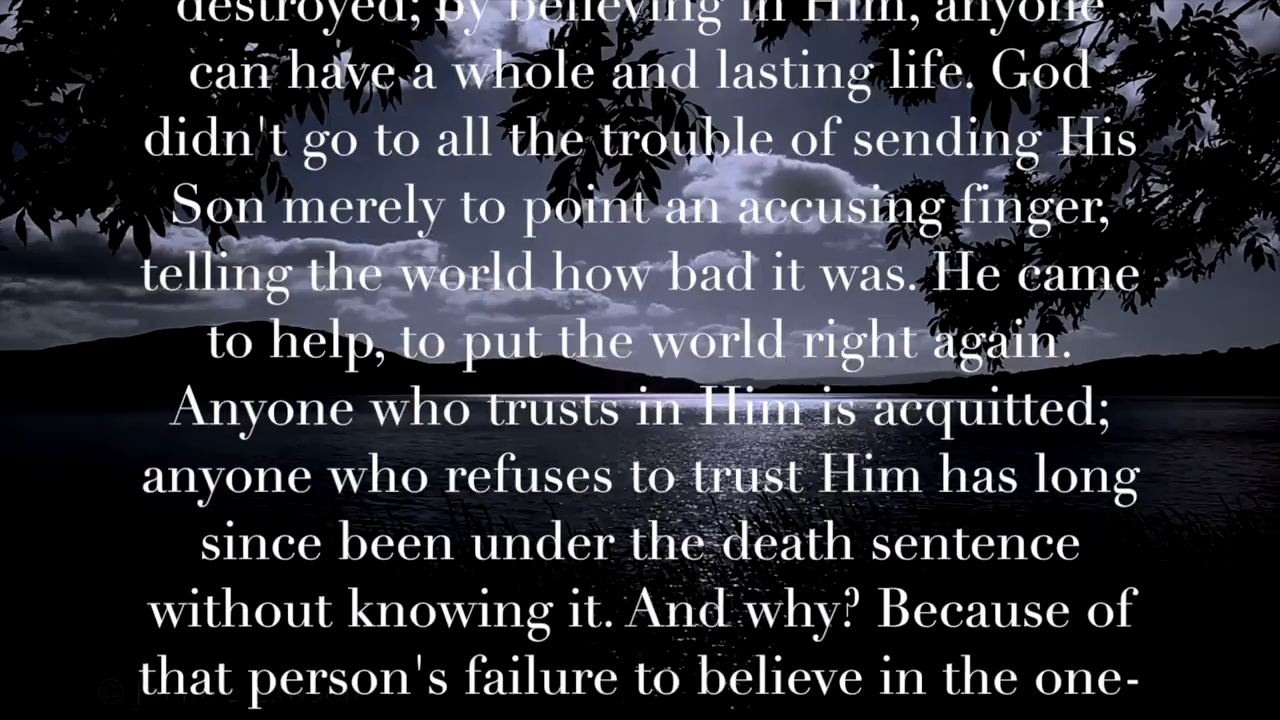 destroyed; by believing in Him, anyone
can have a whole and lasting life. God
didn't go to all the trouble of sending His
Son merely to point an accusing finger,
telling the world how bad it was. He came
to help, to put the world right again.
Anyone who trusts in Him is acquitted;
anyone who refuses to trust Him has long
since been under the death sentence
without knowing it. And why? Because of
that person's failure to believe in the one-